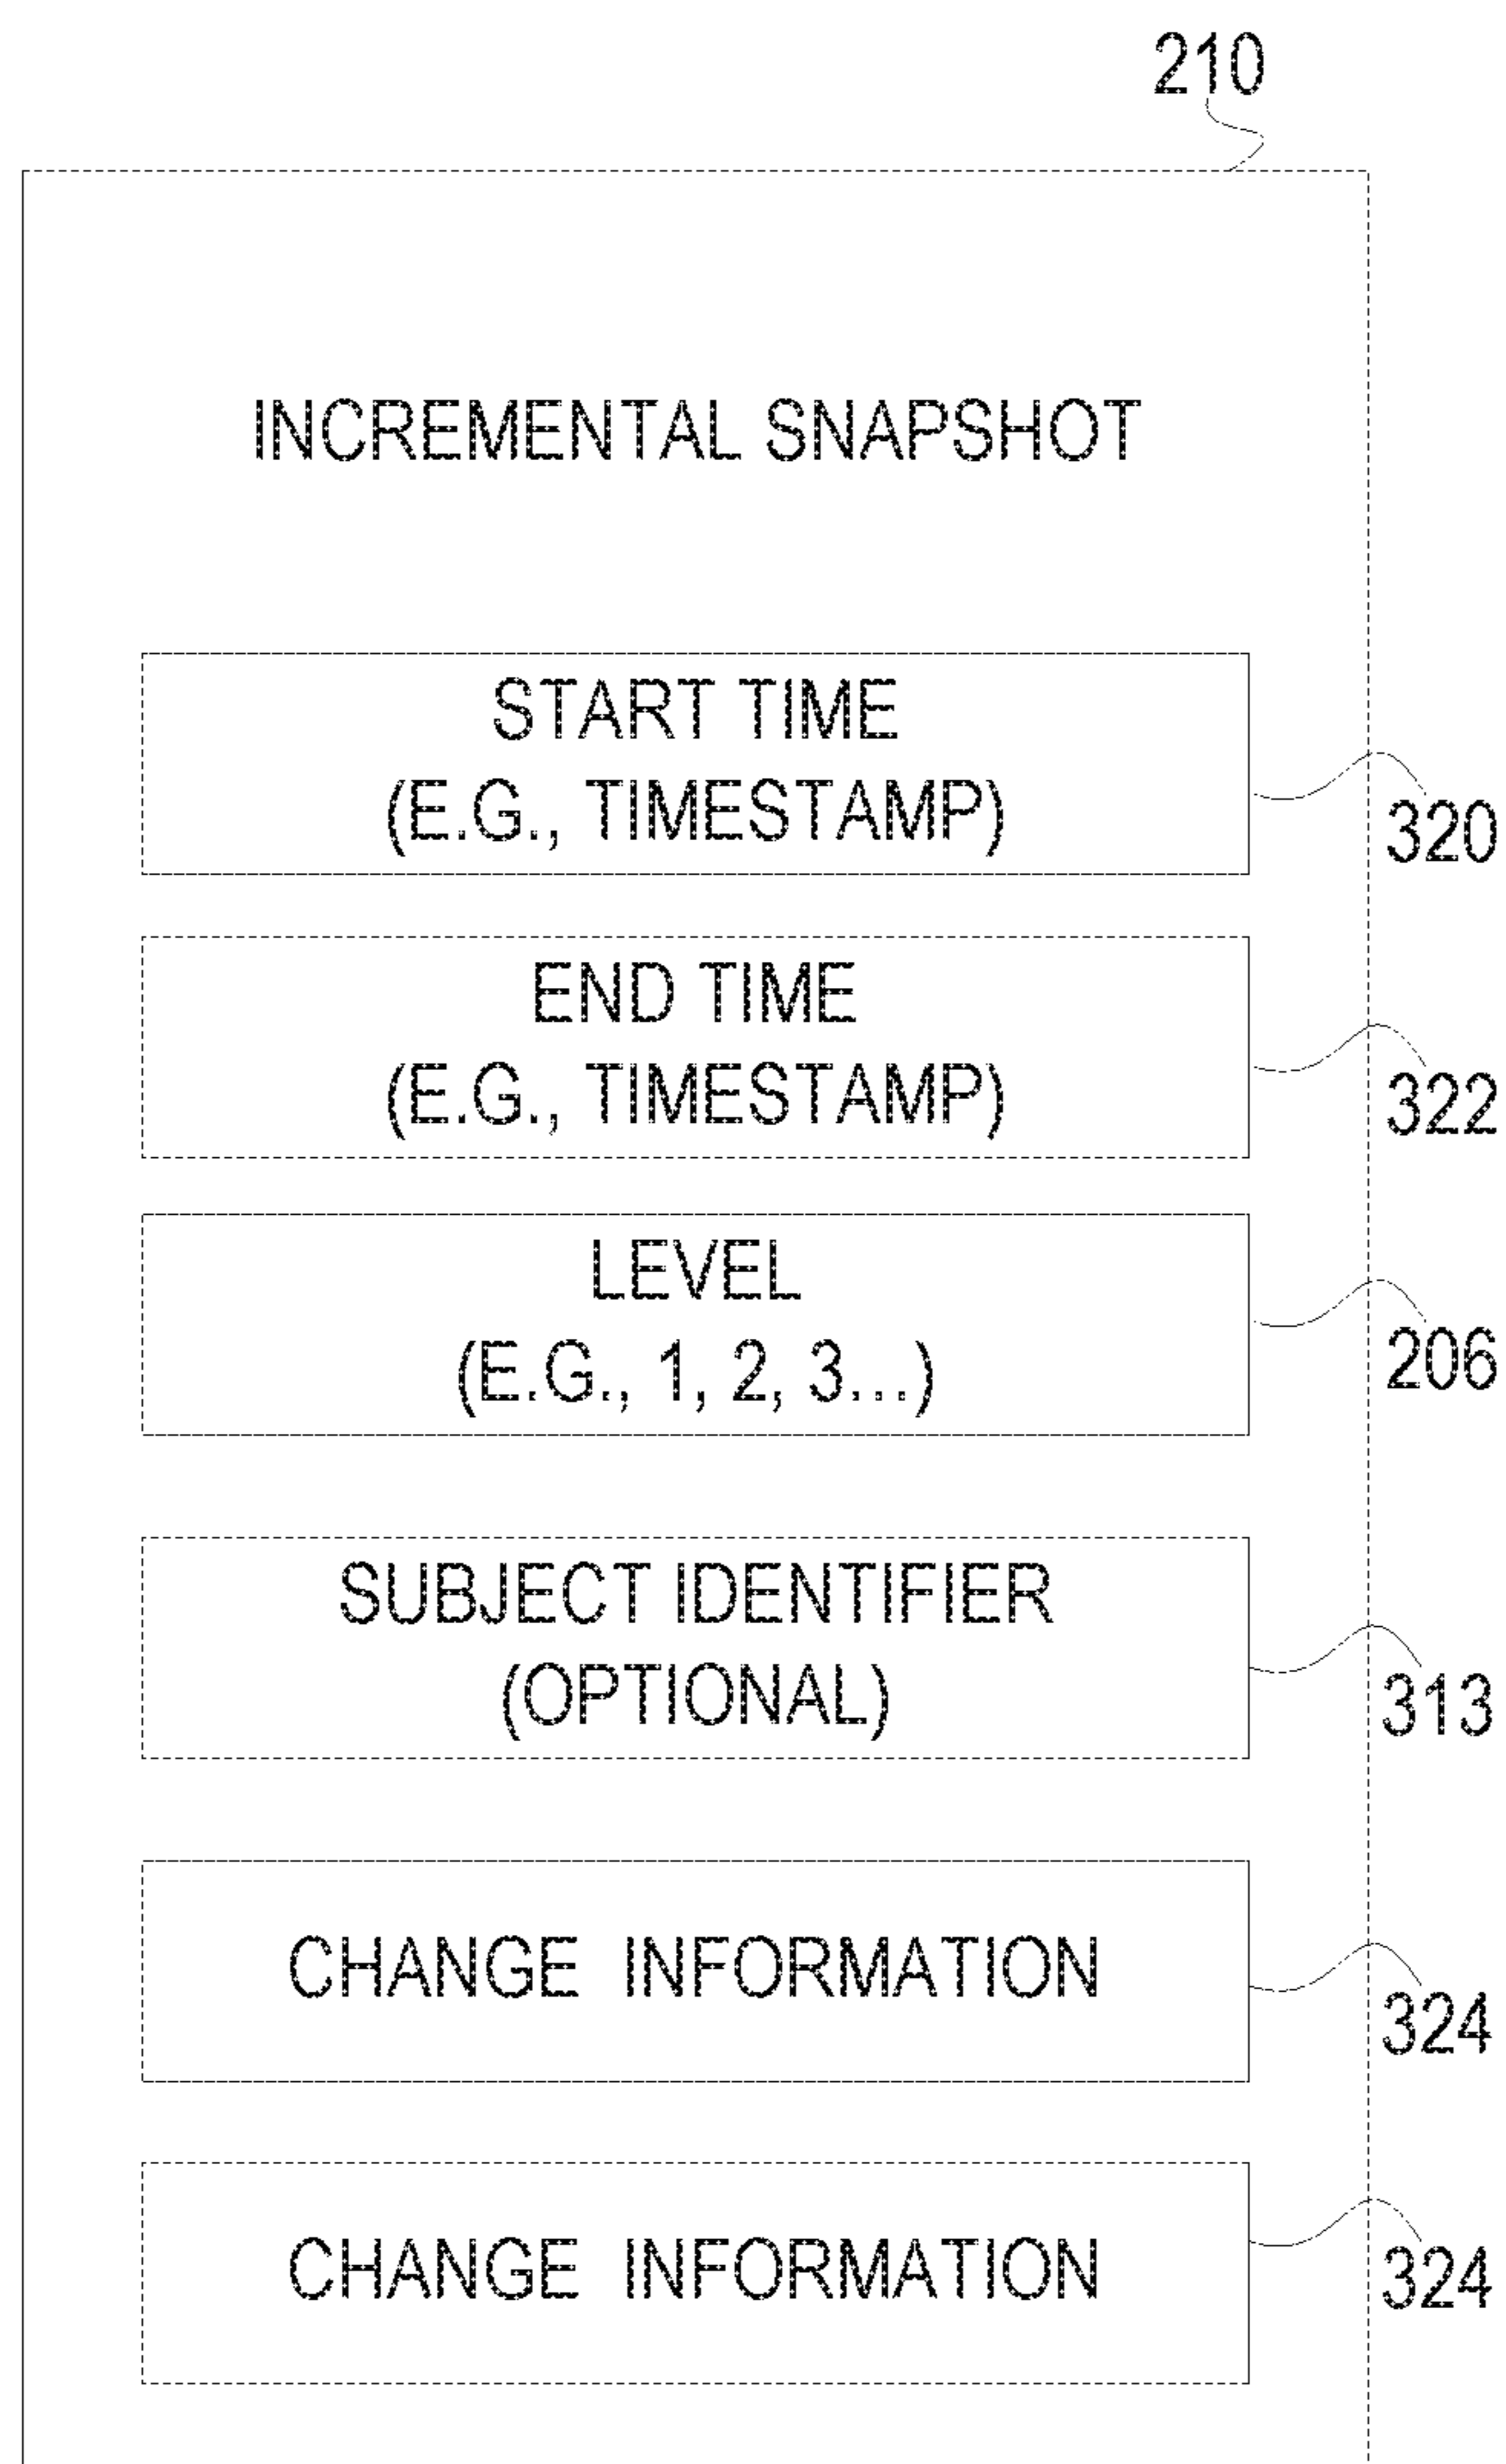 210
INCREMENTAL SNAPSHOT
START TIME
(E.G., TIMESTAMP)
320
END TIME
(E.G., TIMESTAMP)
322
LEVEL
(E.G., 1, 2, 3...)
206
SUBJECT IDENTIFIER
(OPTIONAL)
313
CHANGE INFORMATION
324
CHANGE INFORMATION
324